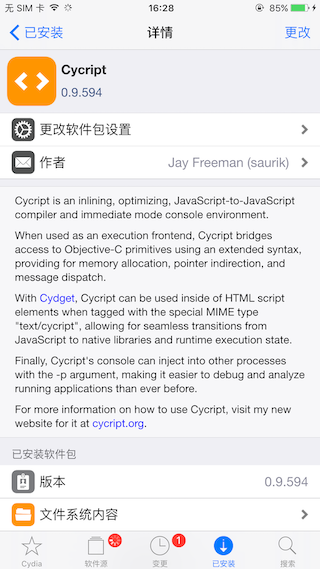 无 SIM 卡 16:28 85%
已安装 详情 更改
Cycript
0.9.594
更改软件包设置
作者 Jay Freeman (saurik)
Cycript is an inlining, optimizing, JavaScript-to-JavaScript
compiler and immediate mode console environment.
When used as an execution frontend, Cycript bridges
access to Objective-C primitives using an extended syntax,
providing for memory allocation, pointer indirection, and
message dispatch.
With Cydget, Cycript can be used inside of HTML script
elements when tagged with the special MIME type
"text/cycript", allowing for seamless transitions from
JavaScript to native libraries and runtime execution state.
Finally, Cycript's console can inject into other processes
with the -p argument, making it easier to debug and analyze
running applications than ever before.
For more information on how to use Cycript, visit my new
website for it at cycript.org.
已安装软件包
版本 0.9.594
文件系统内容
1
Cydia 软件源 变更 已安装 搜索